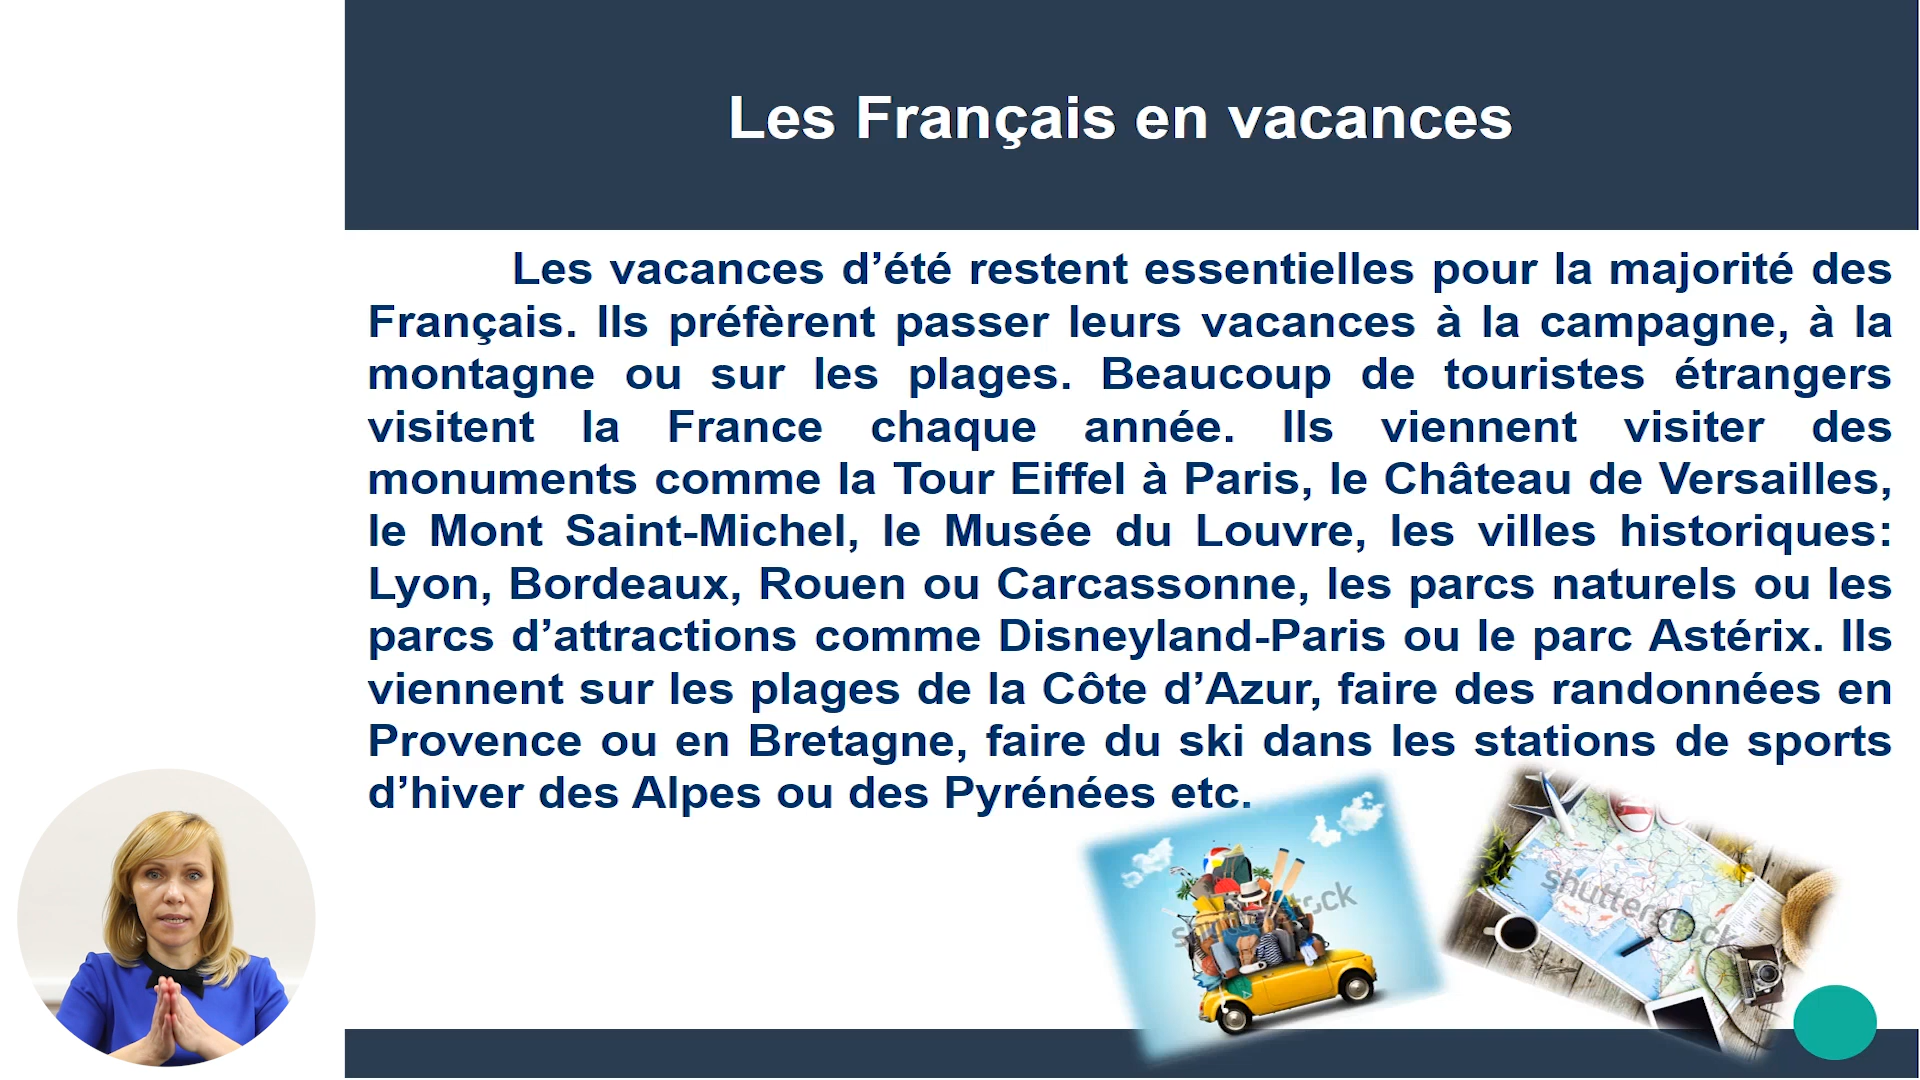 Les Français en vacances
Les vacances d’été restent essentielles pour la majorité des
Français. Ils préfèrent passer leurs vacances à la campagne, à la
montagne ou sur les plages. Beaucoup de touristes étrangers
visitent la France chaque année. Ils viennent visiter des
monuments comme la Tour Eiffel à Paris, le Château de Versailles,
le Mont Saint-Michel, le Musée du Louvre, les villes historiques:
Lyon, Bordeaux, Rouen ou Carcassonne, les parcs naturels ou les
parcs d’attractions comme Disneyland-Paris ou le parc Astérix. Ils
viennent sur les plages de la Côte d’Azur, faire des randonnées en
Provence ou en Bretagne, faire du ski dans les stations de sports
d’hiver des Alpes ou des Pyrénées etc.
shutterstock
shutterstock